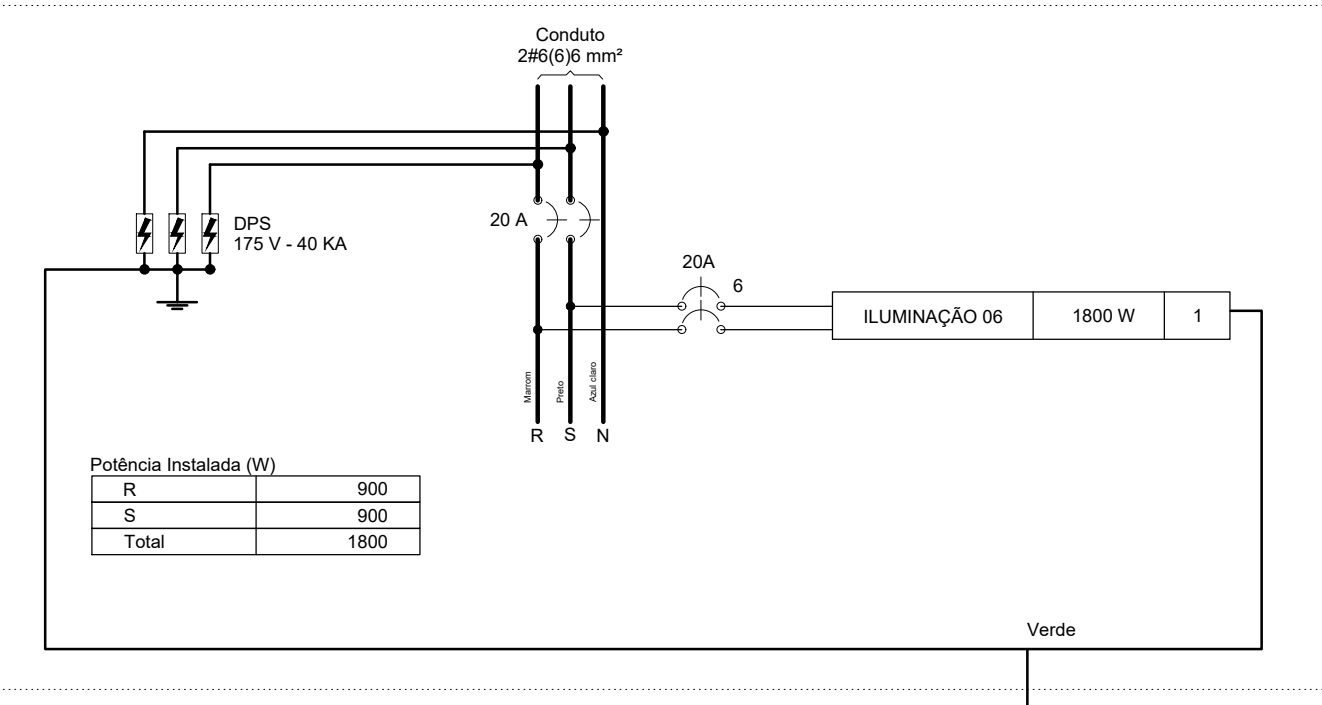 Conduto
2#6(6)6 mm²
DPS
175 V - 40 KA
20 A
20A
6
ILUMINAÇÃO 06 1800 W 1
Marrom
Preto
Azul claro
R S N
Potência Instalada (W)
R 900
S 900
Total 1800
Verde